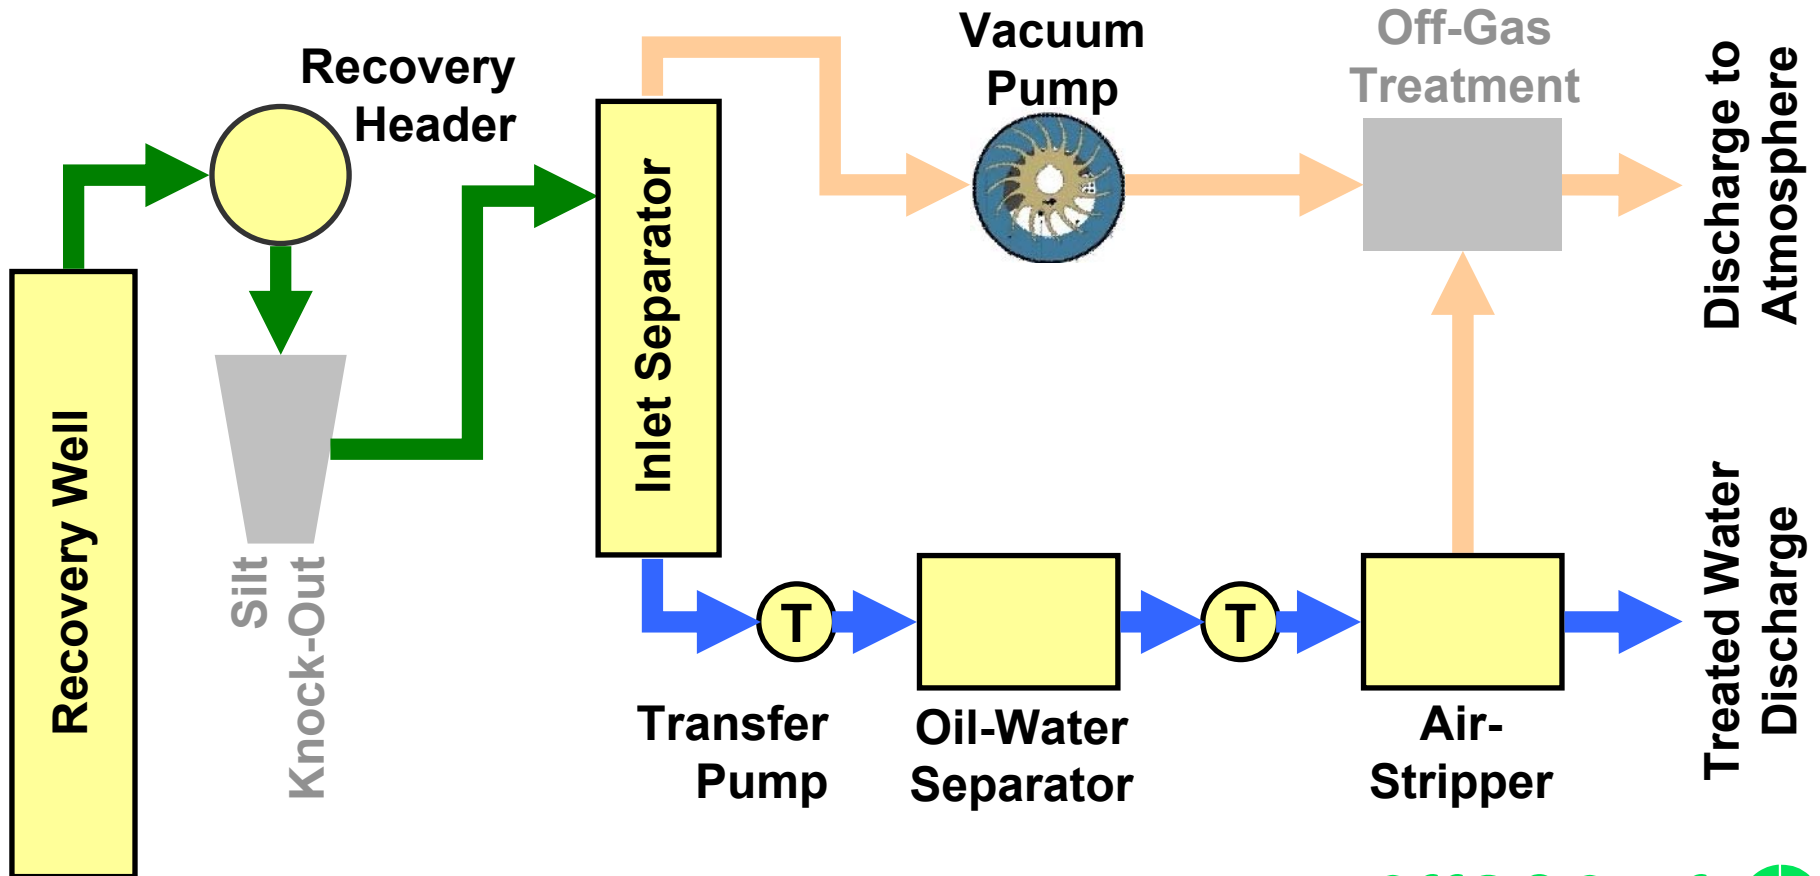 Recovery
Header
Vacuum
Pump
Off-Gas
Treatment
Discharge to
Atmosphere
Recovery Well
Silt
Knock-Out
Inlet Separator
T
T
Transfer
Pump
Oil-Water
Separator
Air-
Stripper
Treated Water
Discharge